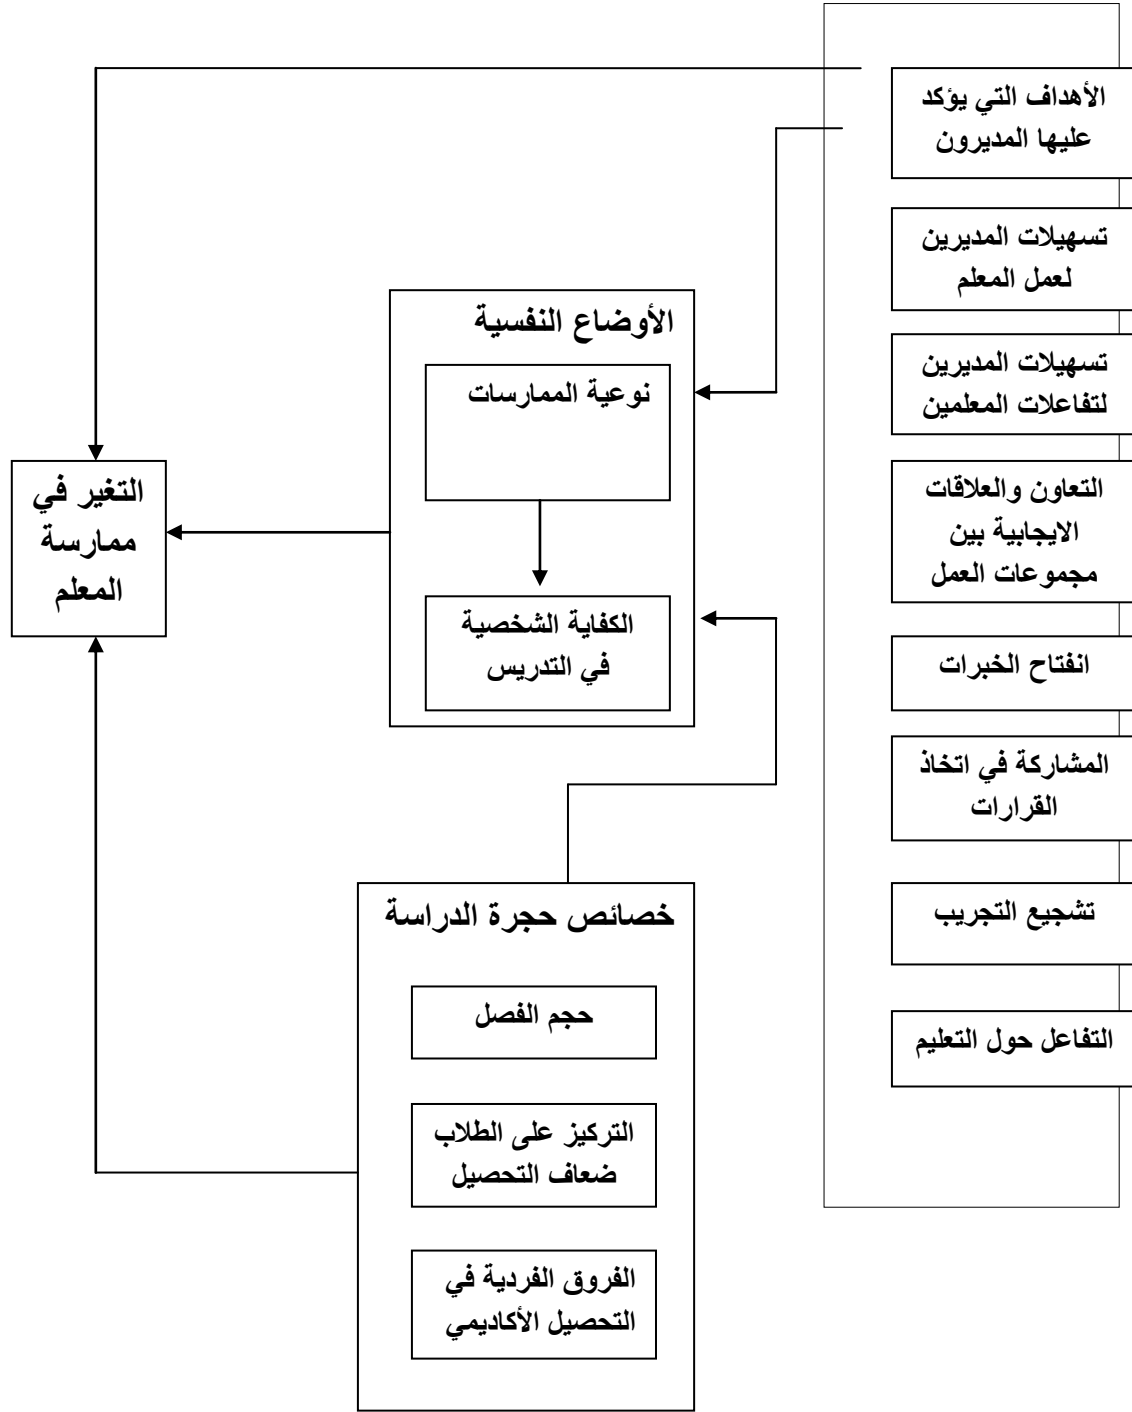 الأهداف التي يؤكد
عليها المديرون
تسهيلات المديرين
لعمل المعلم
تسهيلات المديرين
لتفاعلات المعلمين
التعاون والعلاقات
الايجابية بين
مجموعات العمل
انفتاح الخبرات
المشاركة في اتخاذ
القرارات
تشجيع التجريب
التفاعل حول التعليم
الأوضاع النفسية
نوعية الممارسات
الكفاية الشخصية
في التدريس
خصائص حجرة الدراسة
حجم الفصل
التركيز على الطلاب
ضعاف التحصيل
الفروق الفردية في
التحصيل الأكاديمي
التغير في
ممارسة
المعلم